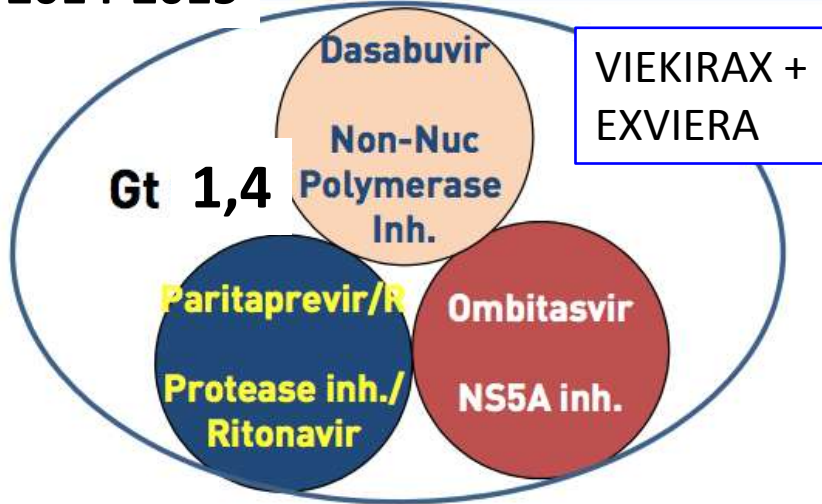 Dasabuvir
Non-Nuc
Polymerase
Inh.
VIEKIRAX +
EXVIERA
Gt 1,4
Paritaprevir/R
Protease inh./
Ritonavir
Ombitasvir
NS5A inh.